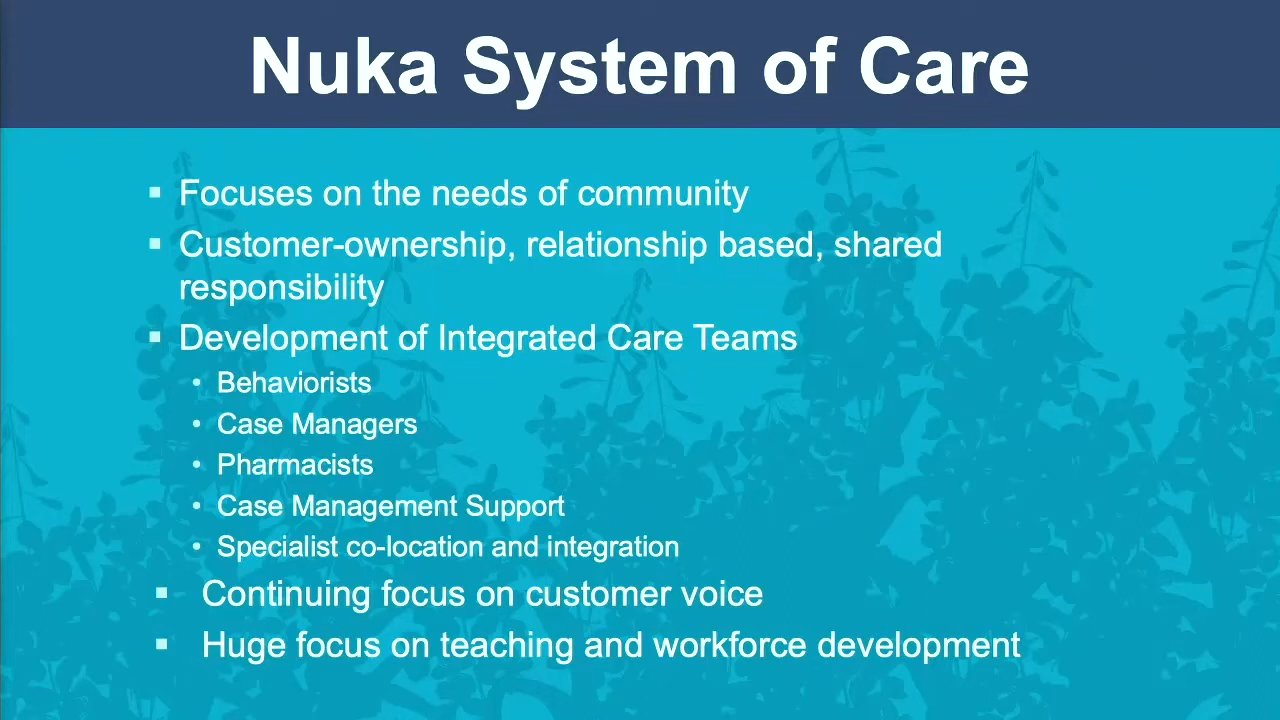 Nuka System of Care
▪ Focuses on the needs of community
▪ Customer-ownership, relationship based, shared
responsibility
▪ Development of Integrated Care Teams
• Behaviorists
• Case Managers
• Pharmacists
• Case Management Support
• Specialist co-location and integration
▪ Continuing focus on customer voice
▪ Huge focus on teaching and workforce development